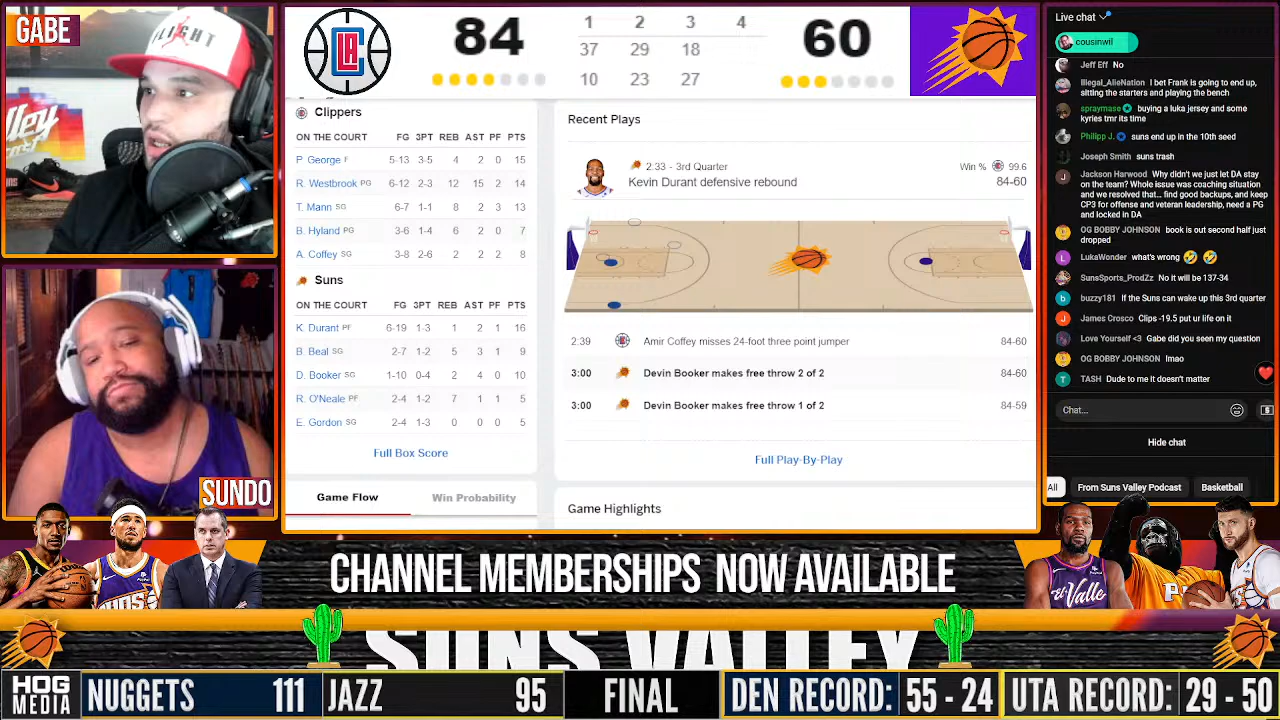 GABE
FLIGHT
84
1 2 3 4
37 29 18
10 23 27
60
Clippers
ON THE COURT FG 3PT REB AST PF PTS
P. George F 5-13 3-5 4 2 0 15
R. Westbrook PG 6-12 2-3 12 15 2 14
T. Mann SG 6-7 1-1 8 2 3 13
B. Hyland PG 3-6 1-4 6 2 0 7
A. Coffey SG 3-8 2-6 2 2 2 8
Suns
ON THE COURT FG 3PT REB AST PF PTS
K. Durant PF 6-19 1-3 1 2 1 16
B. Beal SG 2-7 1-2 5 3 1 9
D. Booker SG 1-10 0-4 2 4 0 10
R. O'Neale PF 2-4 1-2 7 1 1 5
E. Gordon SG 2-4 1-3 0 0 0 5
Full Box Score
Game Flow
Win Probability
Recent Plays
2.33 - 3rd Quarter
Win % 99.6
Kevin Durant defensive rebound
84-60
2.39 Amir Coffey misses 24-foot three point jumper 84-60
3:00 Devin Booker makes free throw 2 of 2 84-60
3:00 Devin Booker makes free throw 1 of 2 84-59
Full Play-By-Play
Game Highlights
Live chat
cousinwil
Jeff Eff No
Illegal_AlieNation I bet Frank is going to end up,
sitting the starters and playing the bench
spraymase buying a luka jersey and some
kyries tmr its time
Philipp J. suns end up in the 10th seed
Joseph Smith suns trash
Jackson Harwood Why didn't we just let DA stay
on the team? Whole issue was coaching situation
and we resolved that... find good backups, and keep
CP3 for offense and veteran leadership, need a PG
and locked in DA
OG BOBBY JOHNSON book is out second half just
dropped
LukaWonder what's wrong 🤣 🤣
SunsSports_ProdZz No it will be 137-34
buzzy181 If the Suns can wake up this 3rd quarter
James Crosco Clips -19.5 put ur life on it
Love Yourself <3 Gabe did you seen my question
OG BOBBY JOHNSON lmao
TASH Dude to me it doesn't matter
Chat...
Hide chat
All
From Suns Valley Podcast
Basketball
SUNDO
CHANNEL MEMBERSHIPS NOW AVAILABLE
SUNS VALLEY
HOG
MEDIA
NUGGETS 111 JAZZ 95 FINAL DEN RECORD: 55 - 24 UTA RECORD: 29 - 50